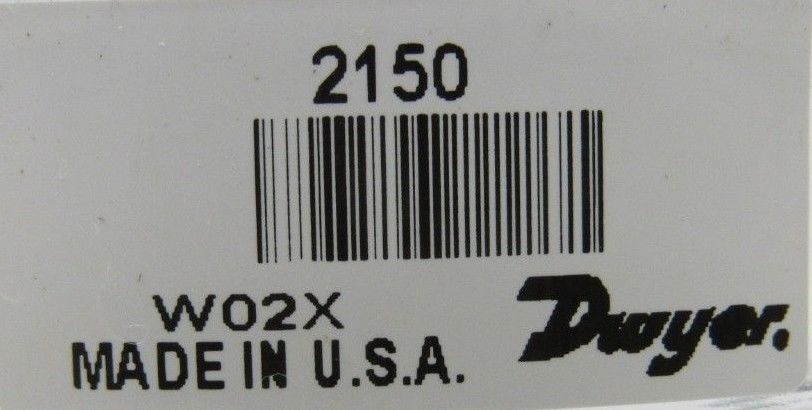 2150
W02X
MADE IN U.S.A.
Dwyer.